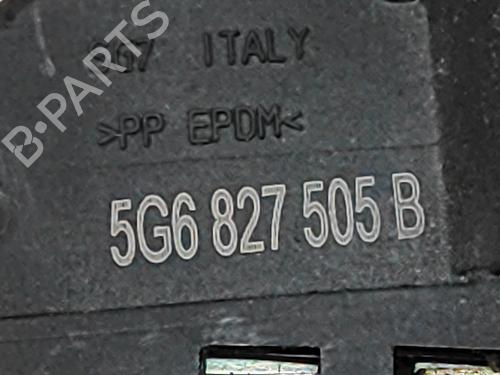 ITALY
>PP EPDM<
5G6 827 505 B
B·PARTS